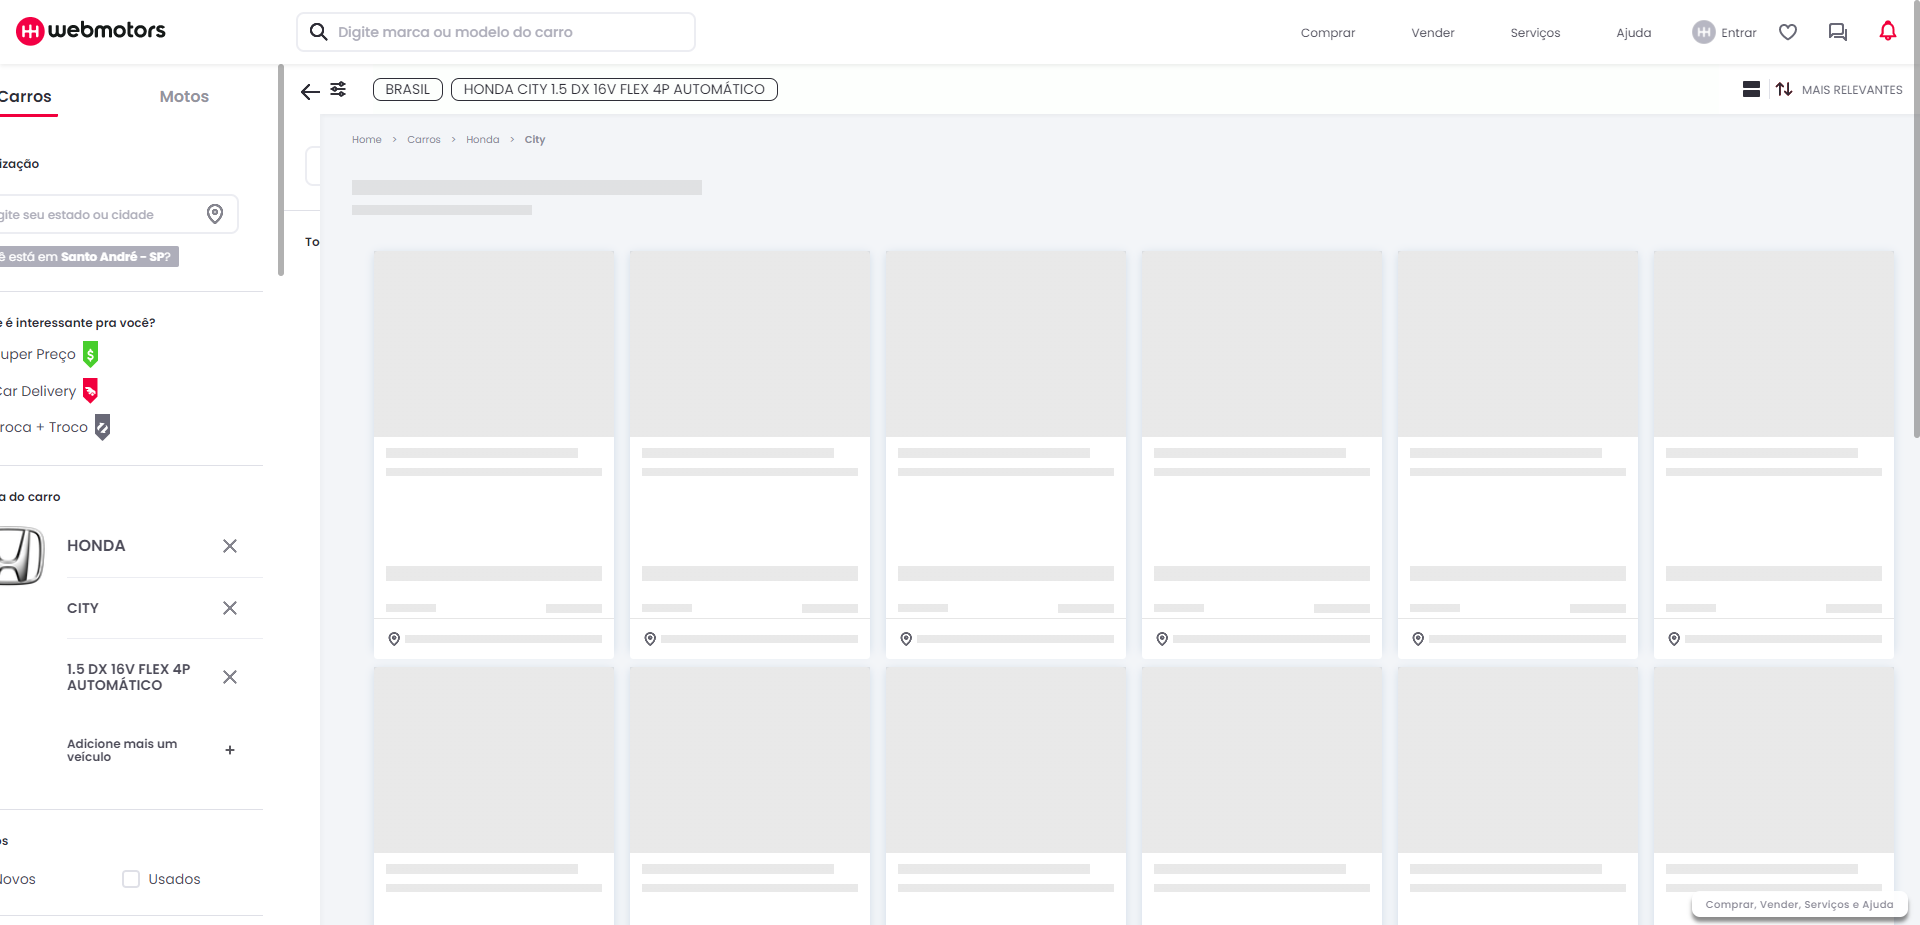 webmotors
Digite marca ou modelo do carro
Comprar
Vender
Serviços
Ajuda
Entrar
Carros
Motos
BRASIL
HONDA CITY 1.5 DX 16V FLEX 4P AUTOMÁTICO
MAIS RELEVANTES
Home > Carros > Honda > City
ização
gite seu estado ou cidade
ê está em Santo André - SP?
To
e é interessante pra você?
uper Preço
Car Delivery
roca + Troco
a do carro
HONDA
CITY
1.5 DX 16V FLEX 4P
AUTOMÁTICO
Adicione mais um
veículo
+
os
Novos
Usados
Comprar, Vender, Serviços e Ajuda